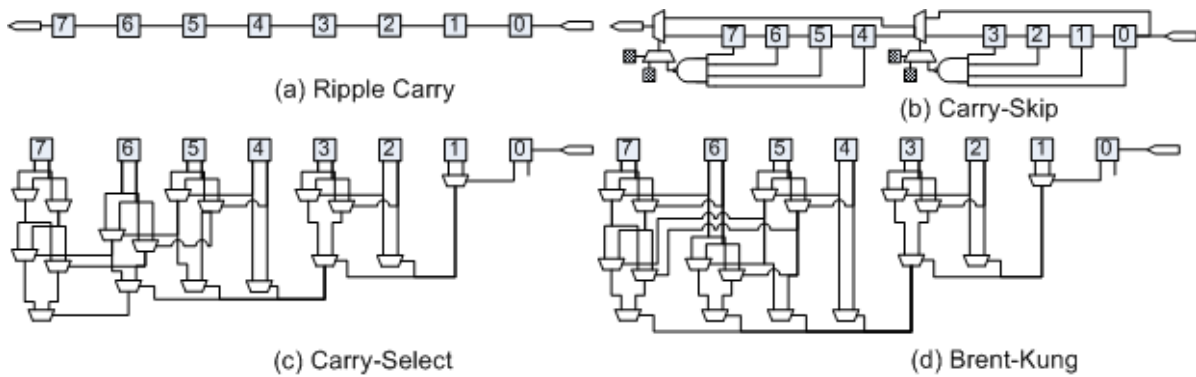 7 6 5 4 3 2 1 0
(a) Ripple Carry
7 6 5 4 3 2 1 0
(b) Carry-Skip
7 6 5 4 3 2 1 0
(c) Carry-Select
7 6 5 4 3 2 1 0
(d) Brent-Kung